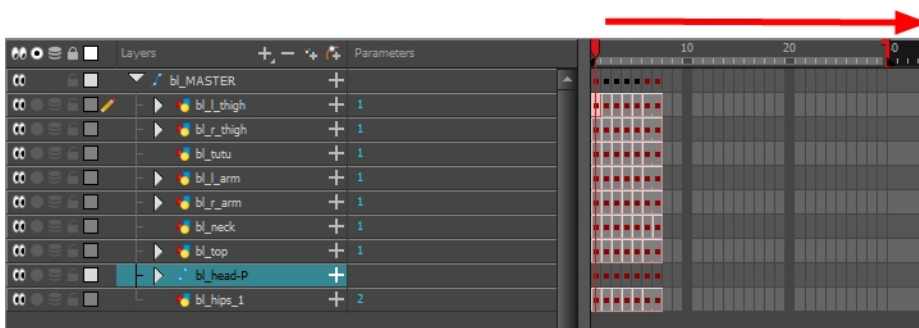 Layers Parameters 10 20 30
bl_MASTER
bl_l_thigh 1
bl_r_thigh 1
bl_tutu 1
bl_l_arm 1
bl_r_arm 1
bl_neck 1
bl_top 1
bl_head-P
bl_hips_1 2